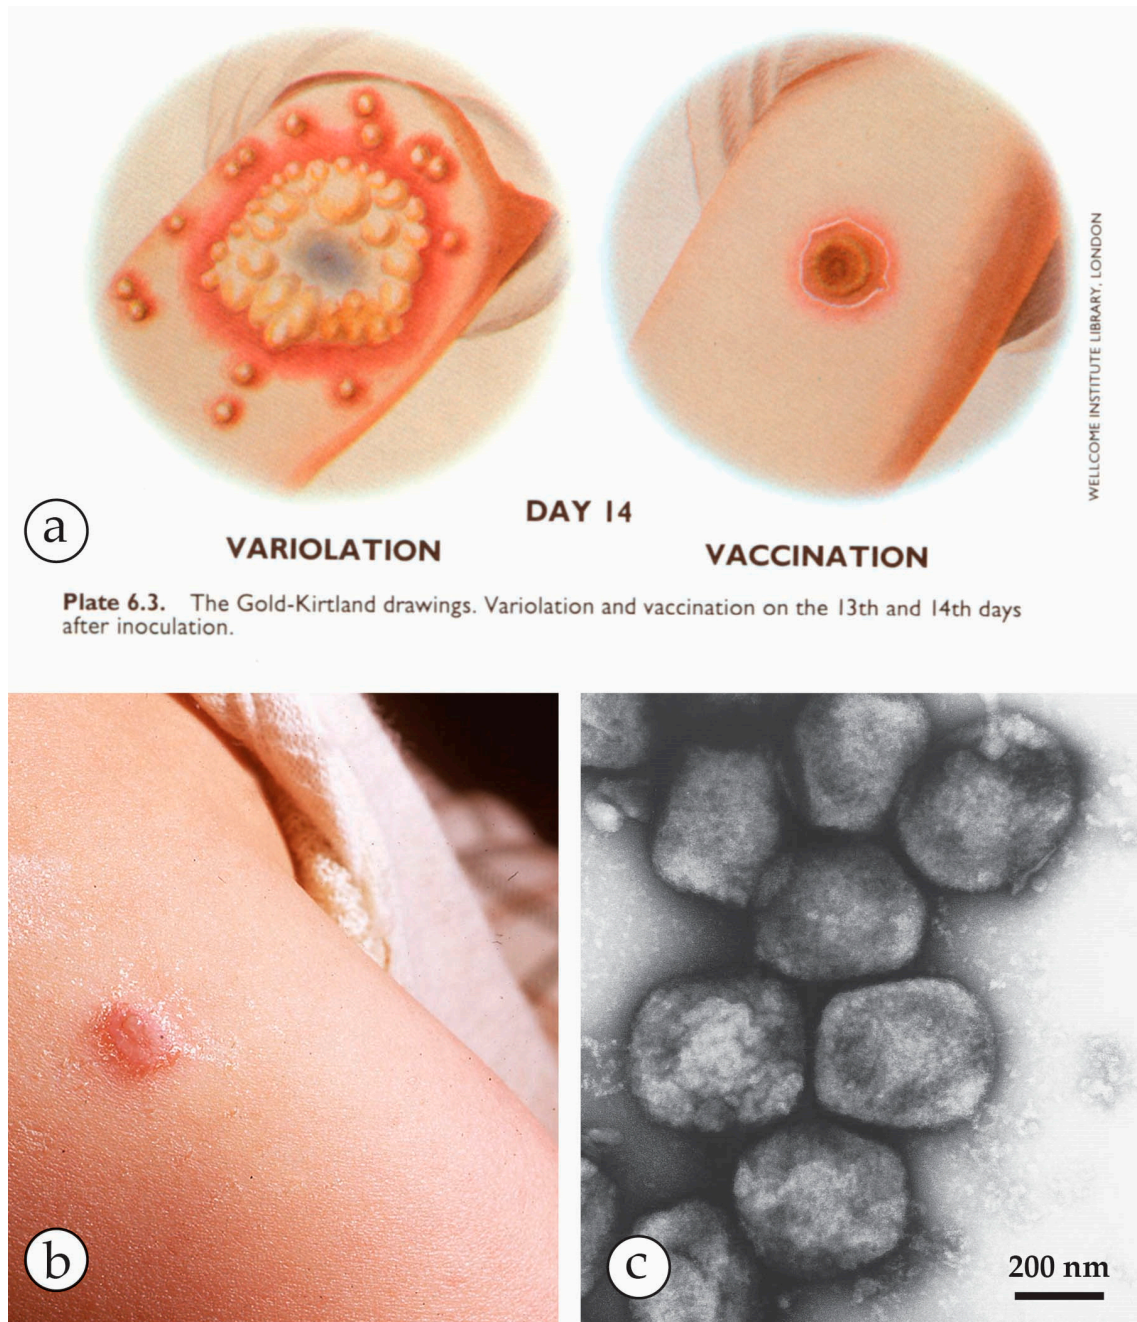 WELLCOME INSTITUTE LIBRARY, LONDON
DAY 14
a
VARIOLATION
VACCINATION
Plate 6.3. The Gold-Kirtland drawings. Variolation and vaccination on the 13th and 14th days
after inoculation.
b
c
200 nm